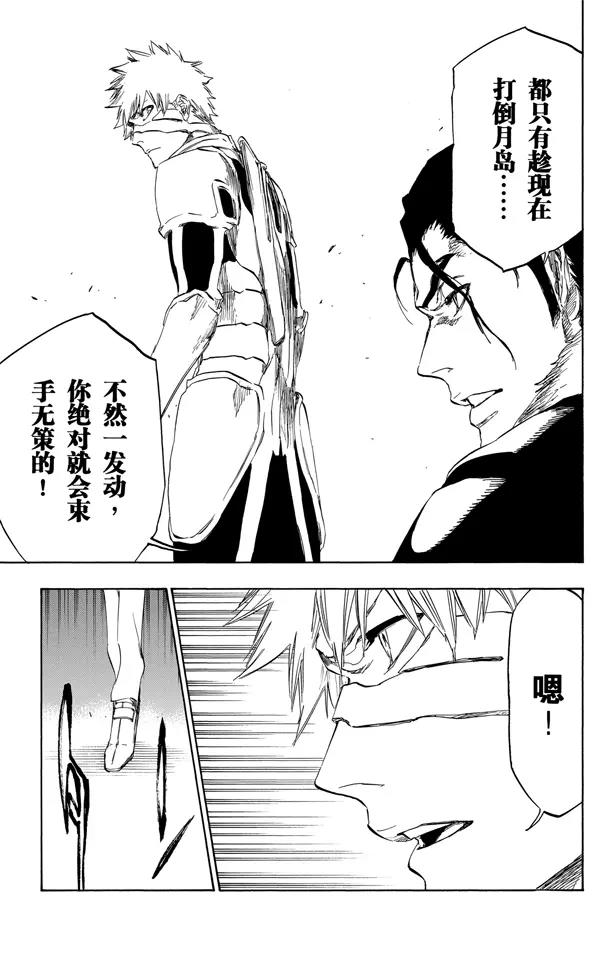 都只有趁现在
打倒月岛……
不然一发动，
你绝对就会束
手无策的！
嗯！